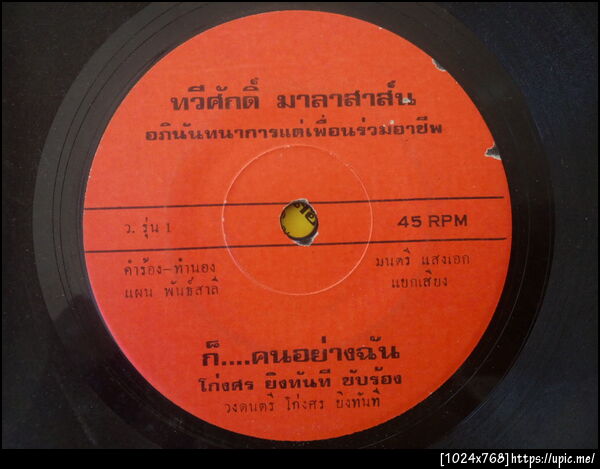 ทวีศักดิ์ มาลาสาส์น
อภินันทนาการแด่เพื่อนร่วมอาชีพ
ว. รุ่น 1
45 RPM
คำร้อง-ทำนอง
แผน พันธ์สาลี
มนตรี แสงเอก
แยกเสียง
ก็....คนอย่างฉัน
โก่งศร ยิงทันที ขับร้อง
วงดนตรี โก่งศร ยิงทันที
[1024x768]https://upic.me/